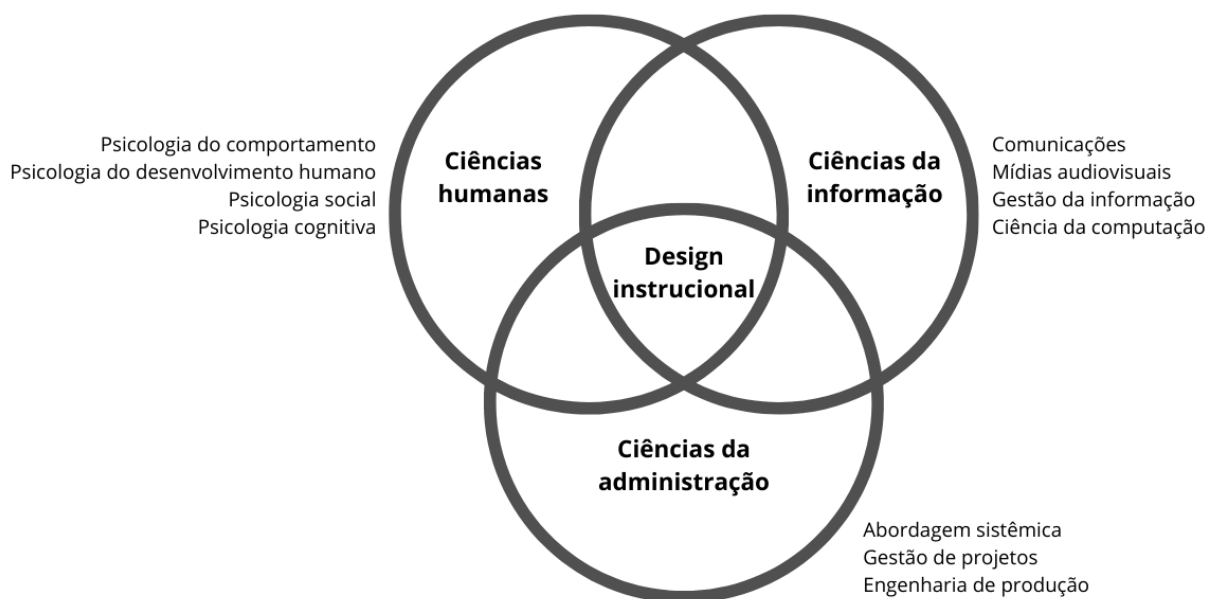 Psicologia do comportamento
Psicologia do desenvolvimento humano
Psicologia social
Psicologia cognitiva
Ciências
humanas
Ciências da
informação
Comunicações
Mídias audiovisuais
Gestão da informação
Ciência da computação
Design
instrucional
Ciências da
administração
Abordagem sistêmica
Gestão de projetos
Engenharia de produção